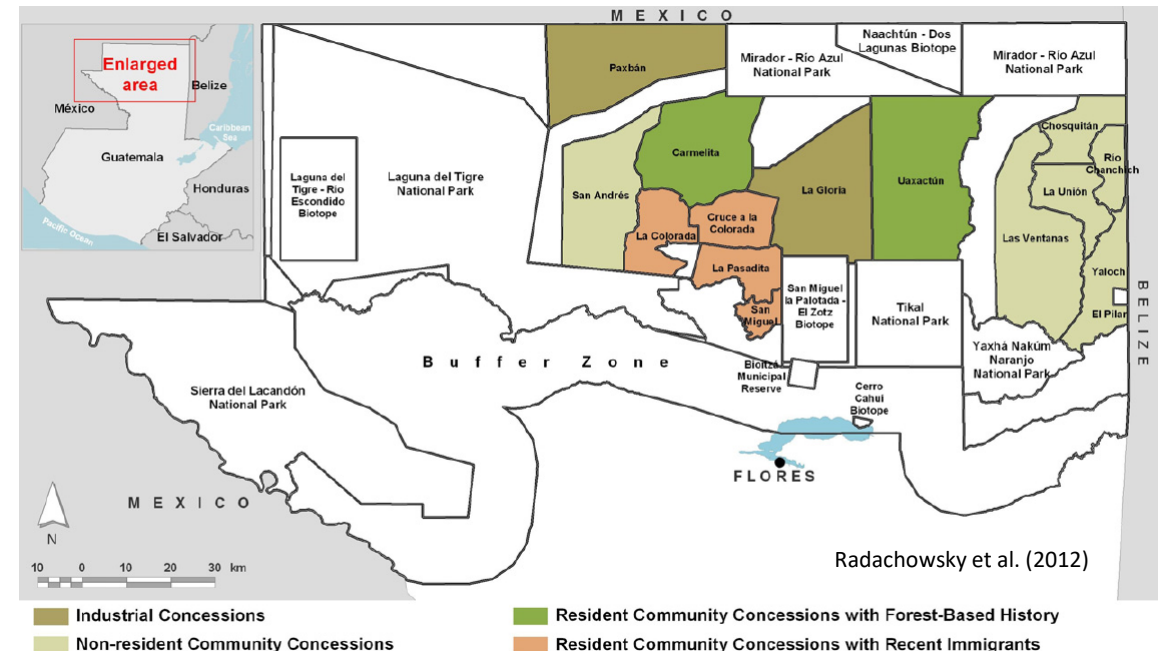 MEXICO
Enlarged
area
Belize
México
Caribbean
Sea
Guatemala
Honduras
Pacific Ocean
El Salvador
Paxbán
Naachtún - Dos
Lagunas Biotope
Mirador - Río Azul
National Park
Mirador - Río Azul
National Park
Laguna del
Tigre - Rio
Escondido
Biotope
Laguna del Tigre
National Park
San Andrés
Carmelita
La Gloria
Uaxactún
Chosquitán
Rio
Chanchich
La Unión
Las Ventanas
La Colorada
Cruce a la
Colorada
La Pasadita
San
Miguel
San Miguel
la Palotada -
El Zotz
Biotope
Tikal
National Park
Yaloch
El Pilar
BELIZE
Yaxhá Nakúm
Naranjo
National Park
Buffer Zone
Bioitzá
Municipal
Reserve
Cerro
Cahui
Biotope
Sierra del Lacandón
National Park
FLORES
MEXICO
N
10 0 10 20 30 km
Radachowsky et al. (2012)
Industrial Concessions
Resident Community Concessions with Forest-Based History
Non-resident Community Concessions
Resident Community Concessions with Recent Immigrants